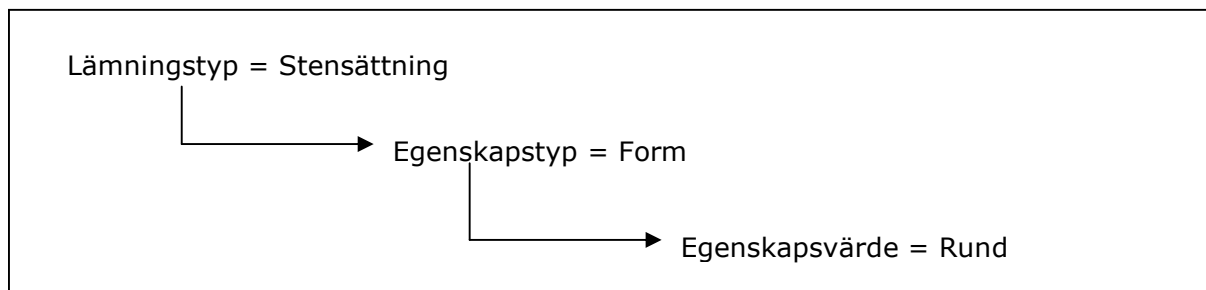 Lämningstyp = Stensättning
Egenskapstyp = Form
Egenskapsvärde = Rund